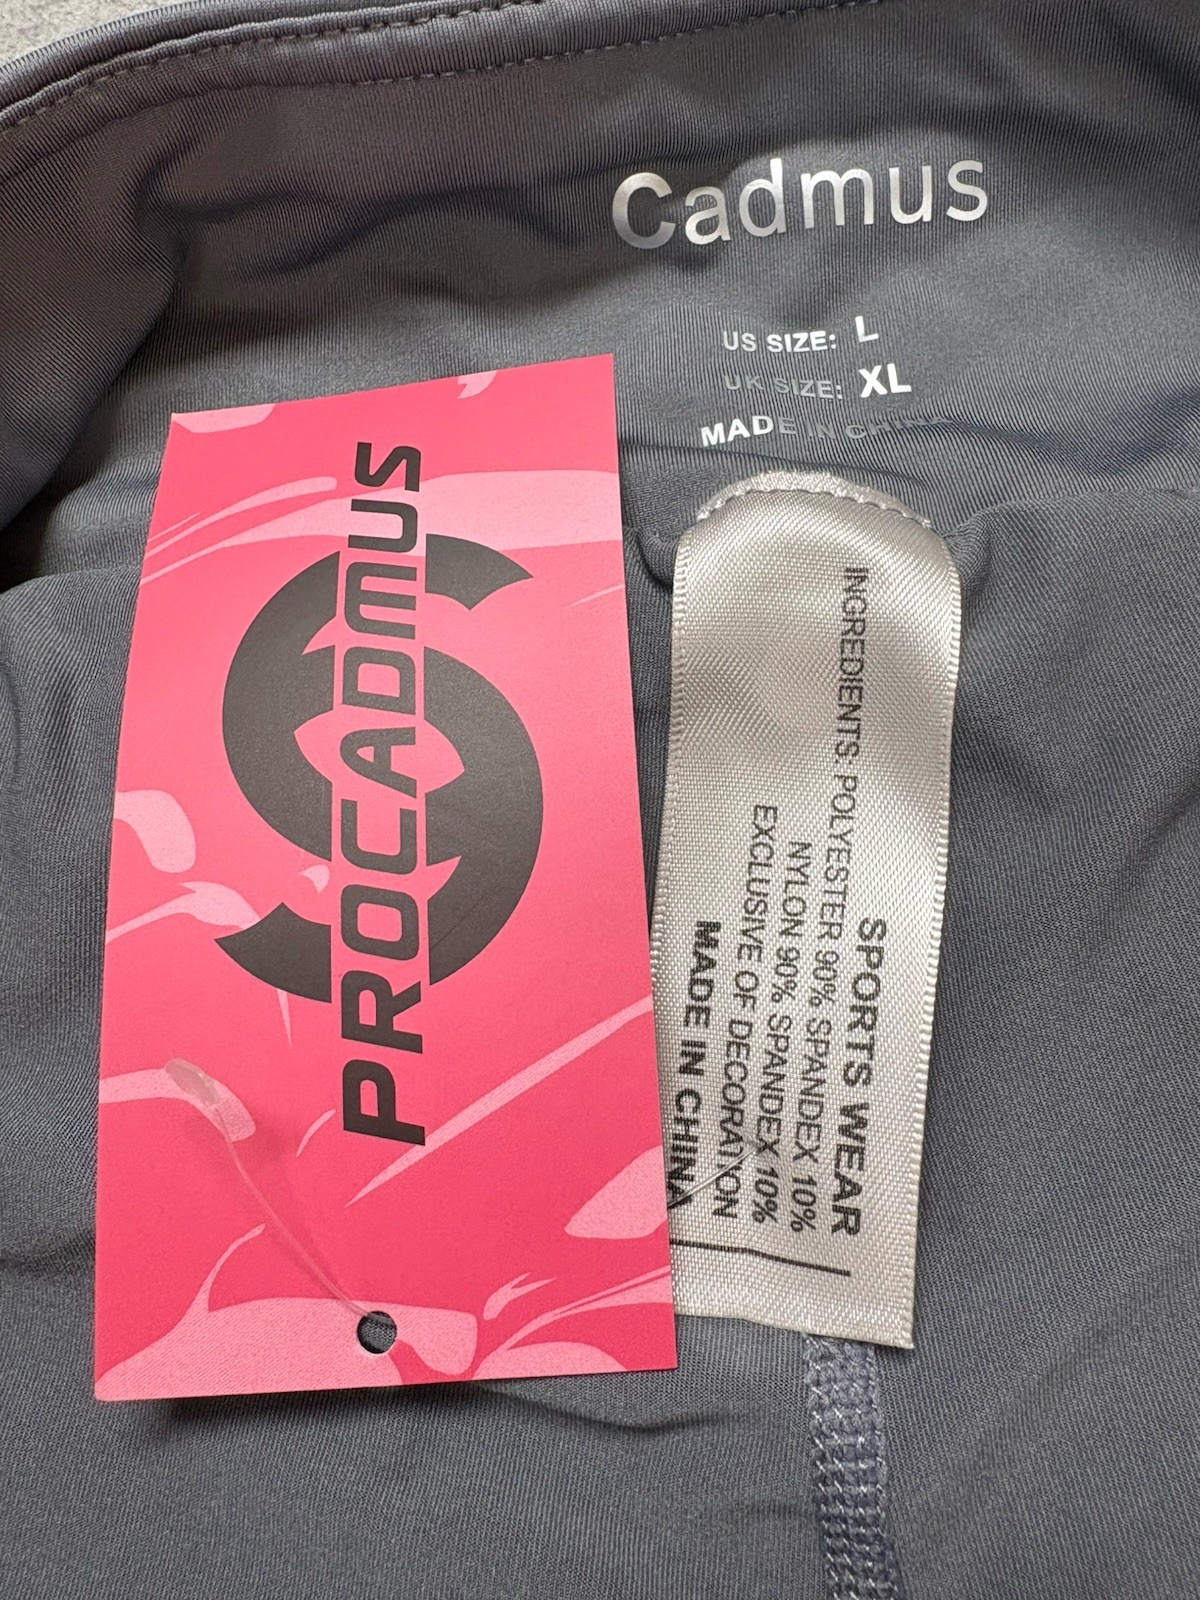 Cadmus
US SIZE: L
UK SIZE: XL
MADE IN CHINA
PROCADMUS
SPORTS WEAR
INGREDIENTS: POLYESTER 90% SPANDEX 10%
NYLON 90% SPANDEX 10%
EXCLUSIVE OF DECORATION
MADE IN CHINA